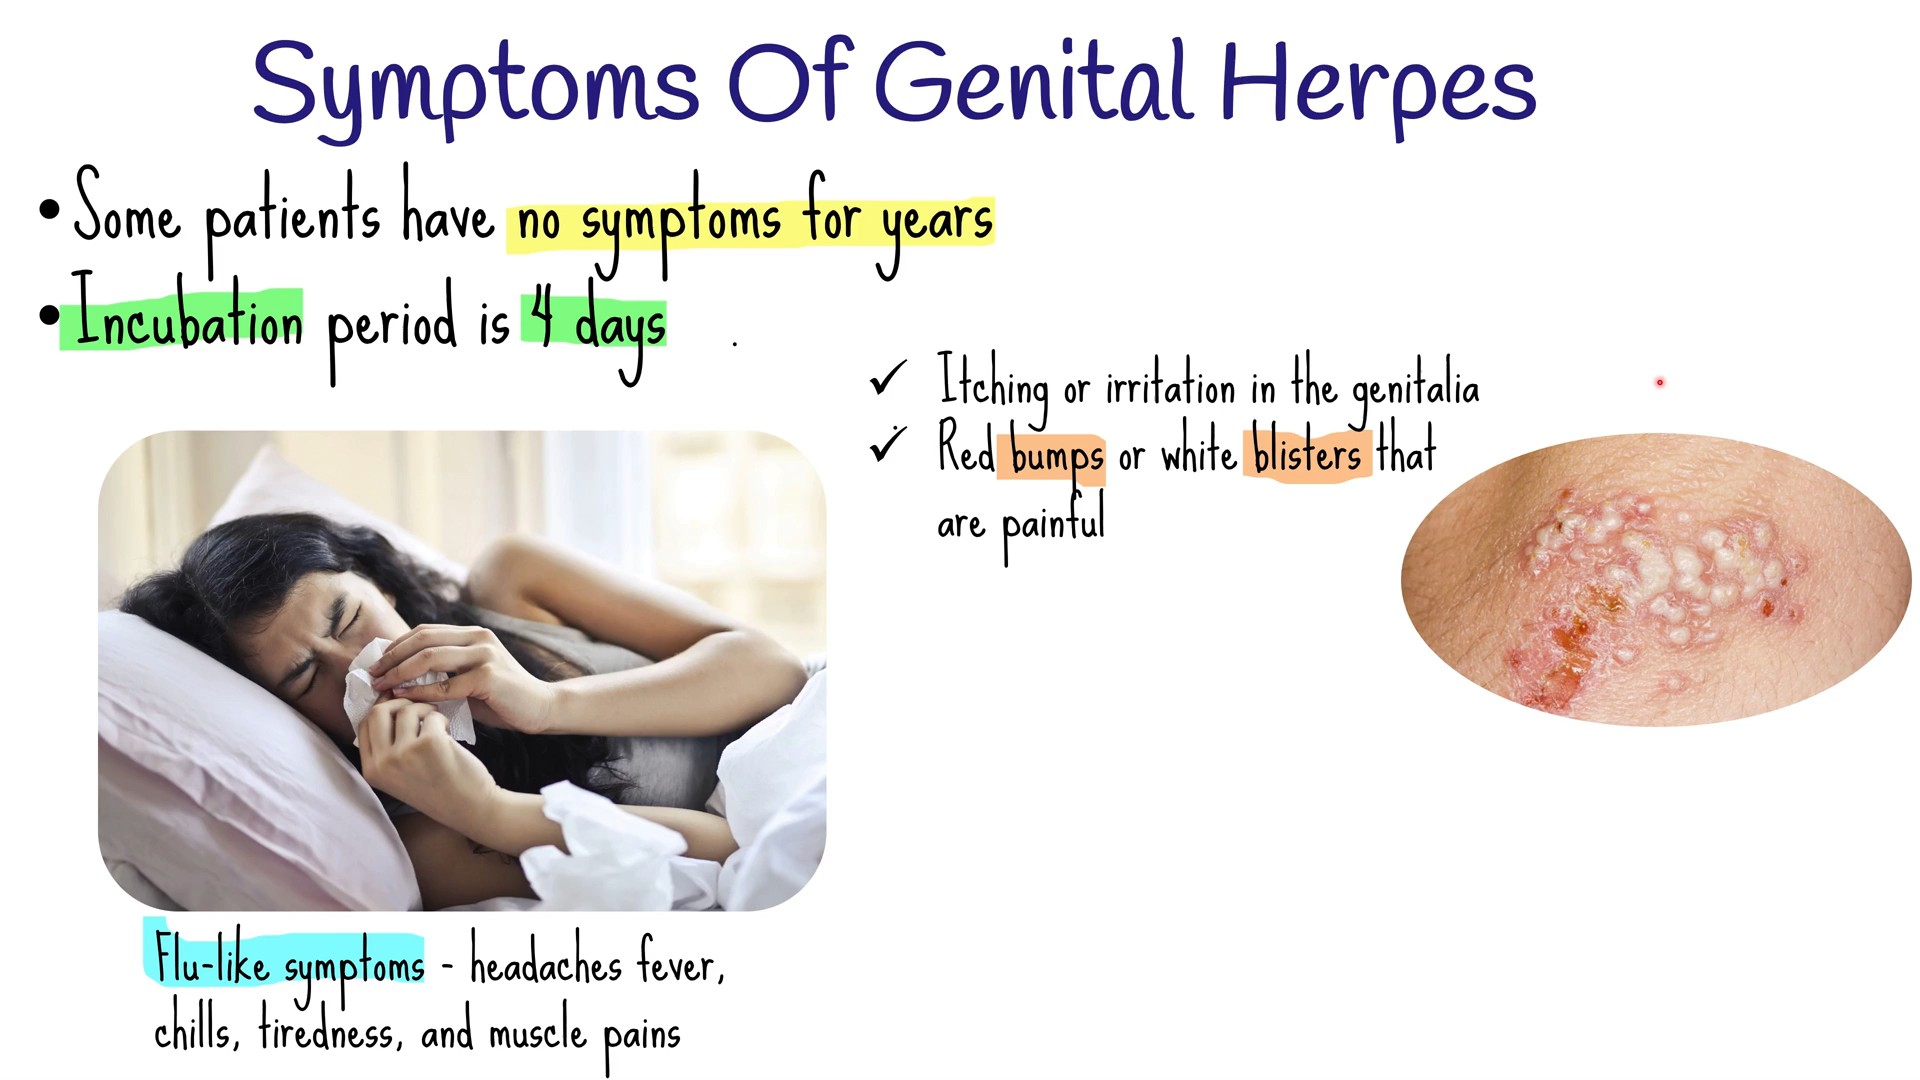 Symptoms Of Genital Herpes
• Some patients have no symptoms for years
• Incubation period is 4 days
✓ Itching or irritation in the genitalia
✓ Red bumps or white blisters that
are painful
Flu-like symptoms - headaches fever,
chills, tiredness, and muscle pains